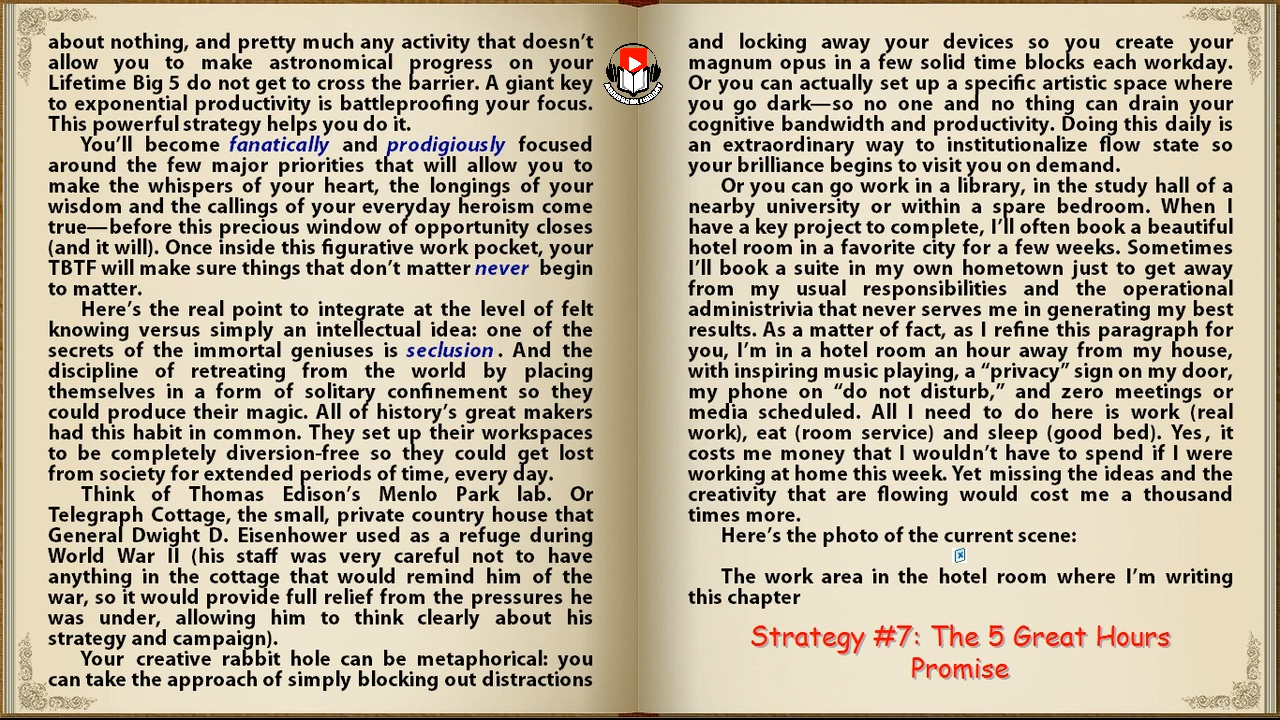 about nothing, and pretty much any activity that doesn't
allow you to make astronomical progress on your
Lifetime Big 5 do not get to cross the barrier. A giant key
to exponential productivity is battleproofing your focus.
This powerful strategy helps you do it.
You'll become fanatically and prodigiously focused
around the few major priorities that will allow you to
make the whispers of your heart, the longings of your
wisdom and the callings of your everyday heroism come
true—before this precious window of opportunity closes
(and it will). Once inside this figurative work pocket, your
TBTF will make sure things that don't matter never begin
to matter.
Here's the real point to integrate at the level of felt
knowing versus simply an intellectual idea: one of the
secrets of the immortal geniuses is seclusion. And the
discipline of retreating from the world by placing
themselves in a form of solitary confinement so they
could produce their magic. All of history's great makers
had this habit in common. They set up their workspaces
to be completely diversion-free so they could get lost
from society for extended periods of time, every day.
Think of Thomas Edison's Menlo Park lab. Or
Telegraph Cottage, the small, private country house that
General Dwight D. Eisenhower used as a refuge during
World War II (his staff was very careful not to have
anything in the cottage that would remind him of the
war, so it would provide full relief from the pressures he
was under, allowing him to think clearly about his
strategy and campaign).
Your creative rabbit hole can be metaphorical: you
can take the approach of simply blocking out distractions
and locking away your devices so you create your
magnum opus in a few solid time blocks each workday.
Or you can actually set up a specific artistic space where
you go dark—so no one and no thing can drain your
cognitive bandwidth and productivity. Doing this daily is
an extraordinary way to institutionalize flow state so
your brilliance begins to visit you on demand.
Or you can go work in a library, in the study hall of a
nearby university or within a spare bedroom. When I
have a key project to complete, I'll often book a beautiful
hotel room in a favorite city for a few weeks. Sometimes
I'll book a suite in my own hometown just to get away
from my usual responsibilities and the operational
administrivia that never serves me in generating my best
results. As a matter of fact, as I refine this paragraph for
you, I'm in a hotel room an hour away from my house,
with inspiring music playing, a “privacy” sign on my door,
my phone on “do not disturb,” and zero meetings or
media scheduled. All I need to do here is work (real
work), eat (room service) and sleep (good bed). Yes, it
costs me money that I wouldn't have to spend if I were
working at home this week. Yet missing the ideas and the
creativity that are flowing would cost me a thousand
times more.
Here's the photo of the current scene:
The work area in the hotel room where I'm writing
this chapter
Strategy #7: The 5 Great Hours
Promise